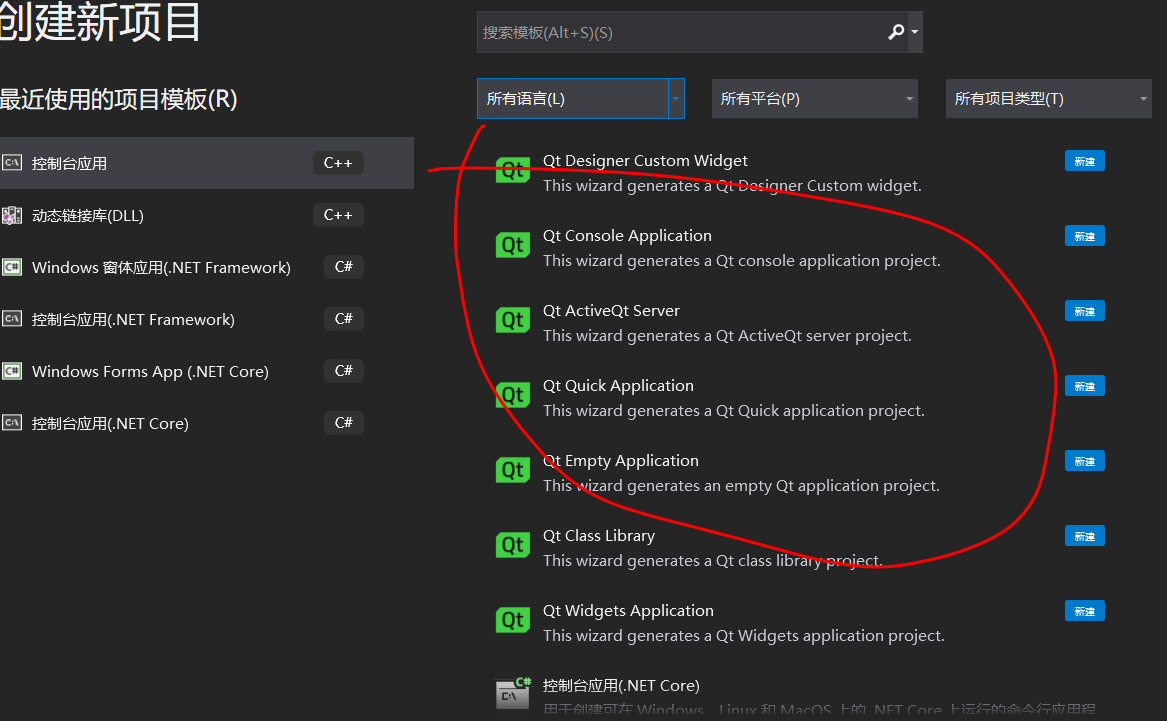 创建新项目
最近使用的项目模板(R)
控制台应用
C++
动态链接库(DLL)
C++
Windows 窗体应用(.NET Framework)
C#
控制台应用(.NET Framework)
C#
Windows Forms App (.NET Core)
C#
控制台应用(.NET Core)
C#
搜索模板(Alt+S)(S)
所有语言(L)
所有平台(P)
所有项目类型(T)
Qt Designer Custom Widget
新建
This wizard generates a Qt Designer Custom widget.
Qt Console Application
新建
This wizard generates a Qt console application project.
Qt ActiveQt Server
新建
This wizard generates a Qt ActiveQt server project.
Qt Quick Application
新建
This wizard generates a Qt Quick application project.
Qt Empty Application
新建
This wizard generates an empty Qt application project.
Qt Class Library
新建
This wizard generates a Qt class library project.
Qt Widgets Application
新建
This wizard generates a Qt Widgets application project.
控制台应用(.NET Core)
用于创建可在 Windows、Linux 和 MacOS 上的 .NET Core 上运行的命令行应用程